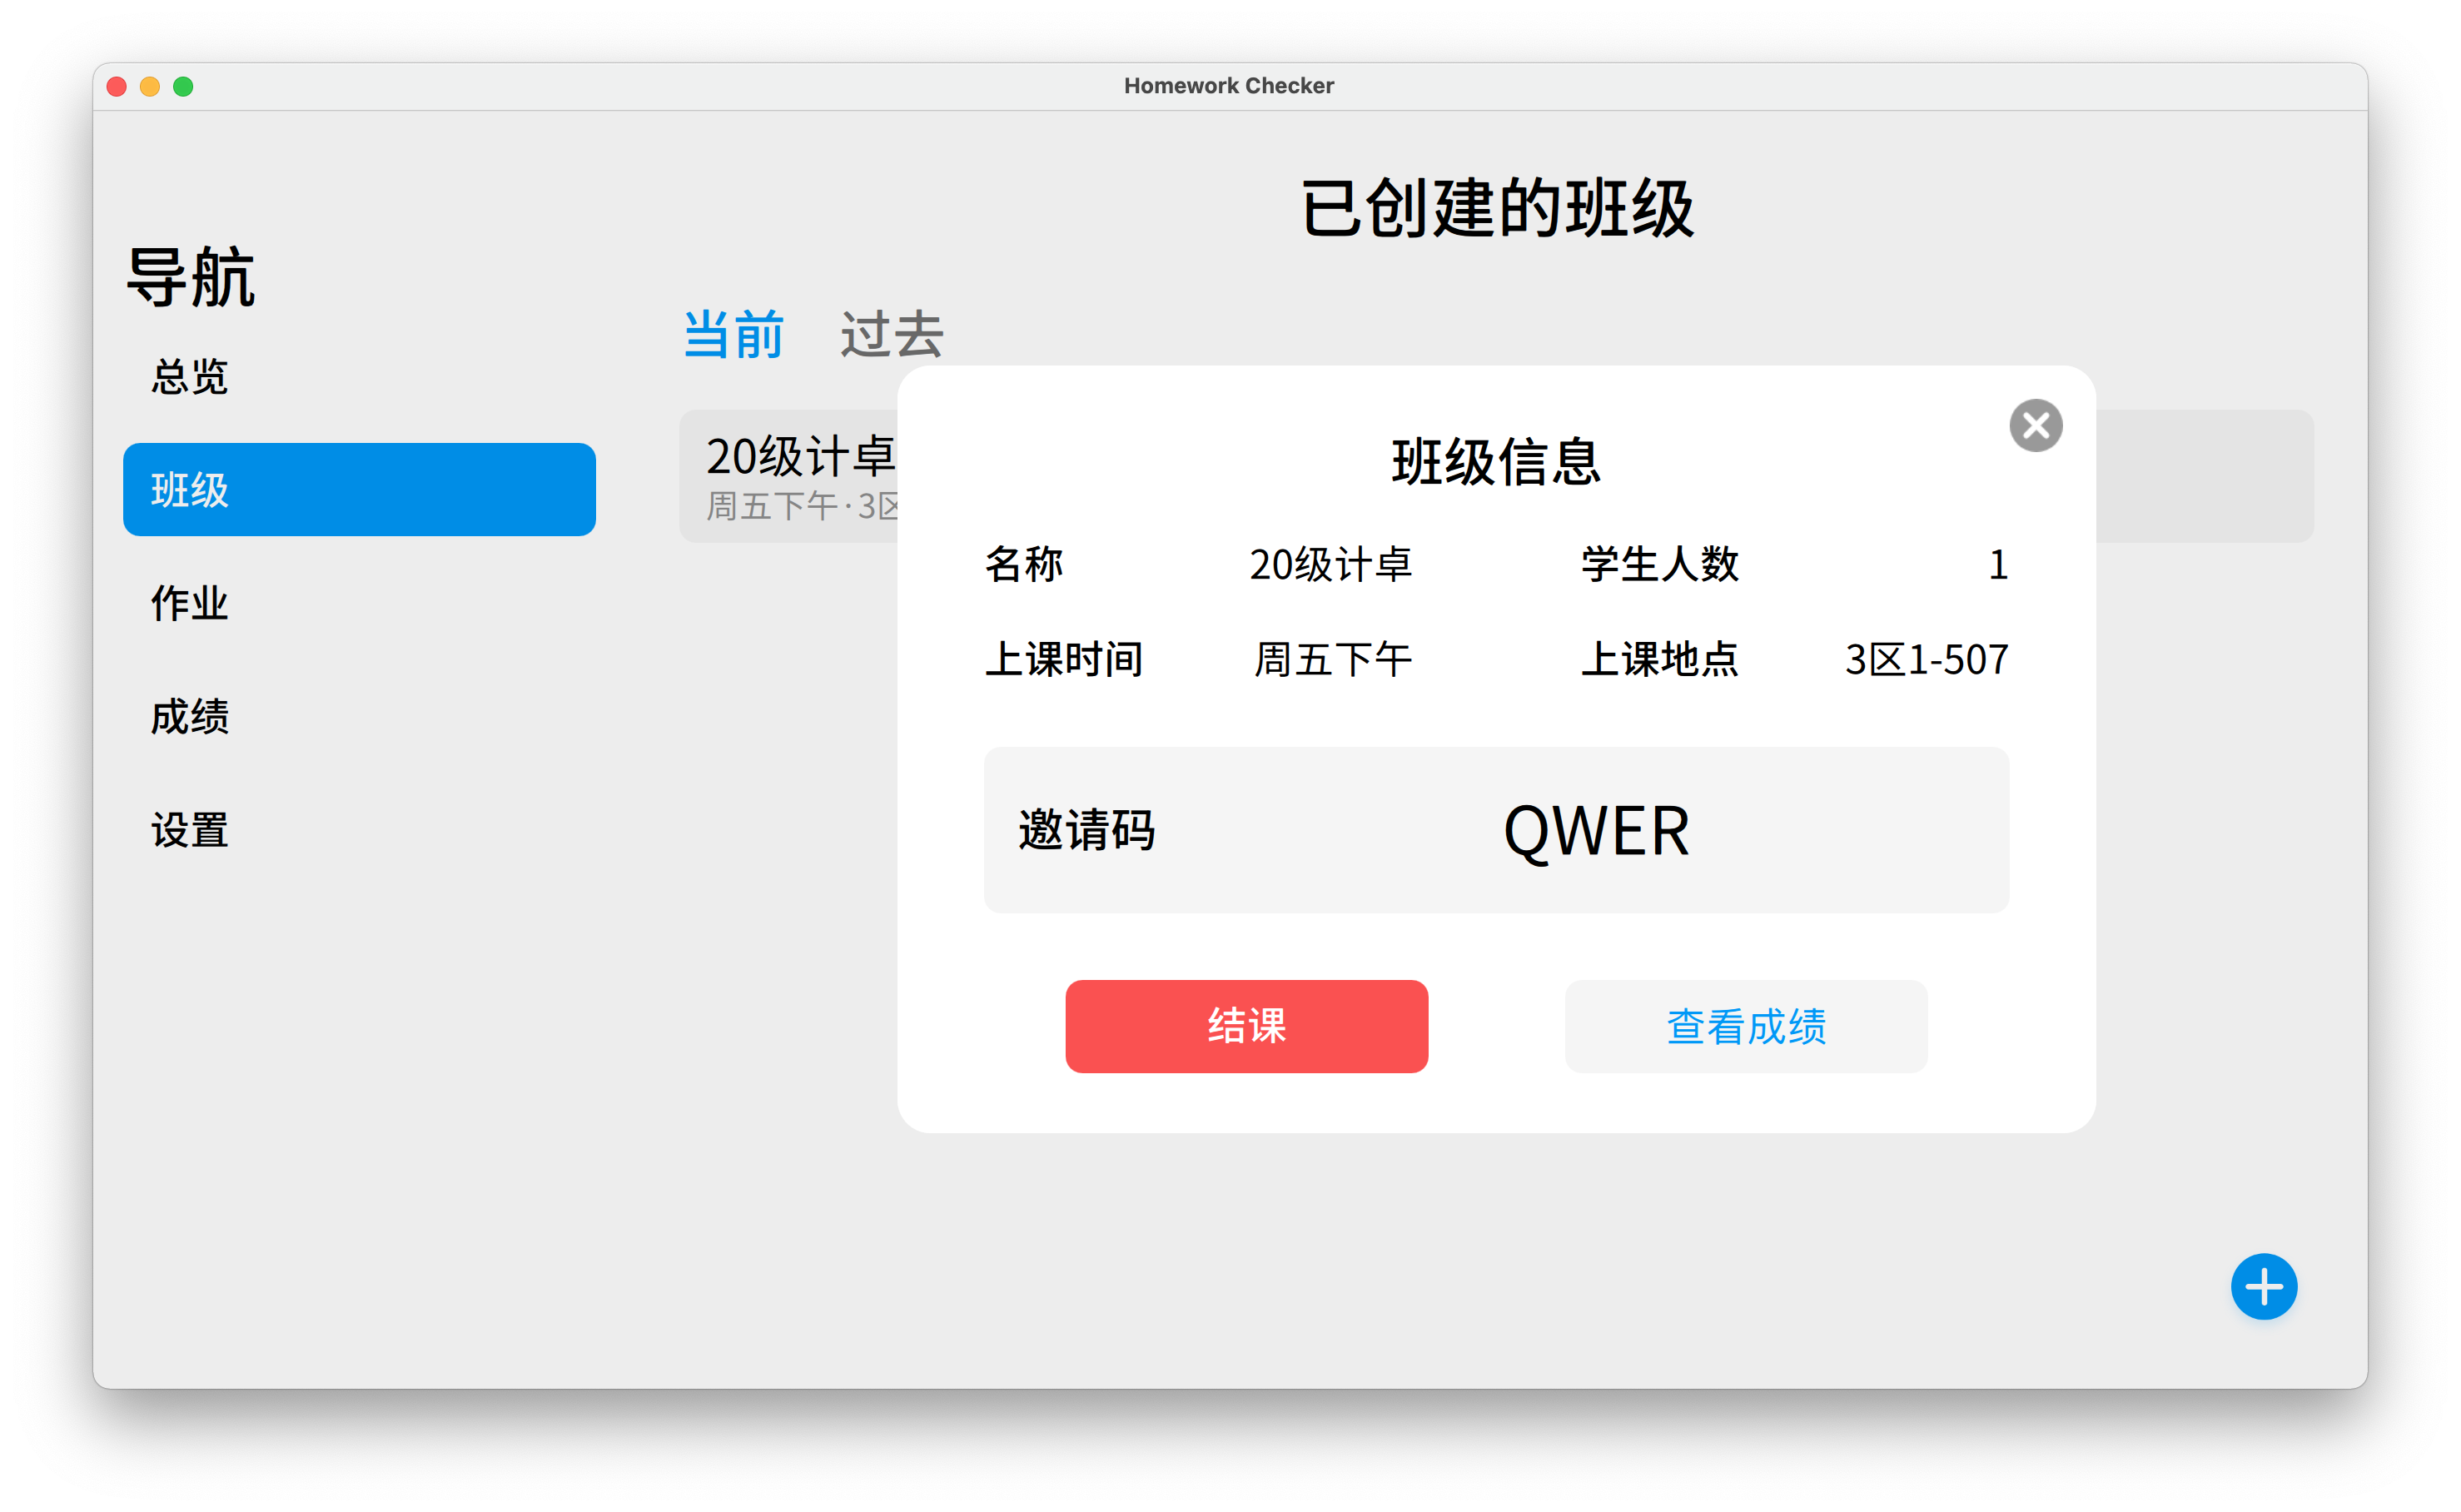 Homework Checker
已创建的班级
导航
当前 过去
总览
班级
作业
成绩
设置
20级计卓
周五下午·3区
班级信息
名称 20级计卓 学生人数 1
上课时间 周五下午 上课地点 3区1-507
邀请码 QWER
结课 查看成绩